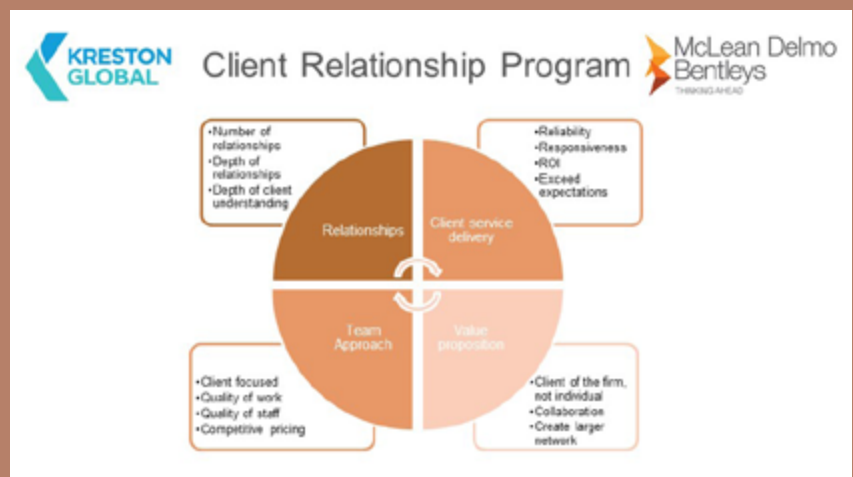 KRESTON
GLOBAL
Client Relationship Program
McLean Delmo
Bentleys
THINKING AHEAD
•Number of
relationships
•Depth of
relationships
•Depth of client
understanding
•Reliability
•Responsiveness
•ROI
•Exceed
expectations
Relationships
Client service
delivery
Team
Approach
Value
proposition
•Client focused
•Quality of work
•Quality of staff
•Competitive pricing
•Client of the firm,
not individual
•Collaboration
•Create larger
network